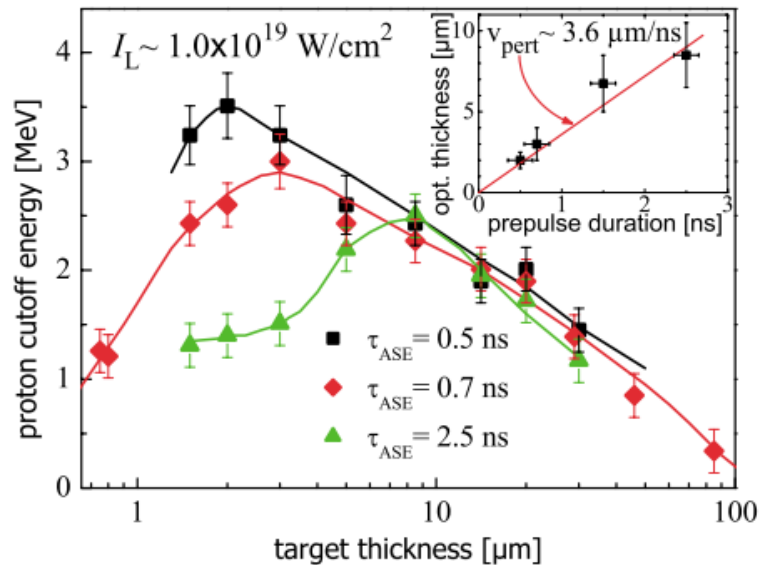 I_L ~ 1.0x10^19 W/cm^2
v_pert ~ 3.6 µm/ns
opt. thickness [µm]
10
5
0
0 1 2 3
prepulse duration [ns]
proton cutoff energy [MeV]
4
3
2
1
0
τ_ASE = 0.5 ns
τ_ASE = 0.7 ns
τ_ASE = 2.5 ns
1 10 100
target thickness [µm]